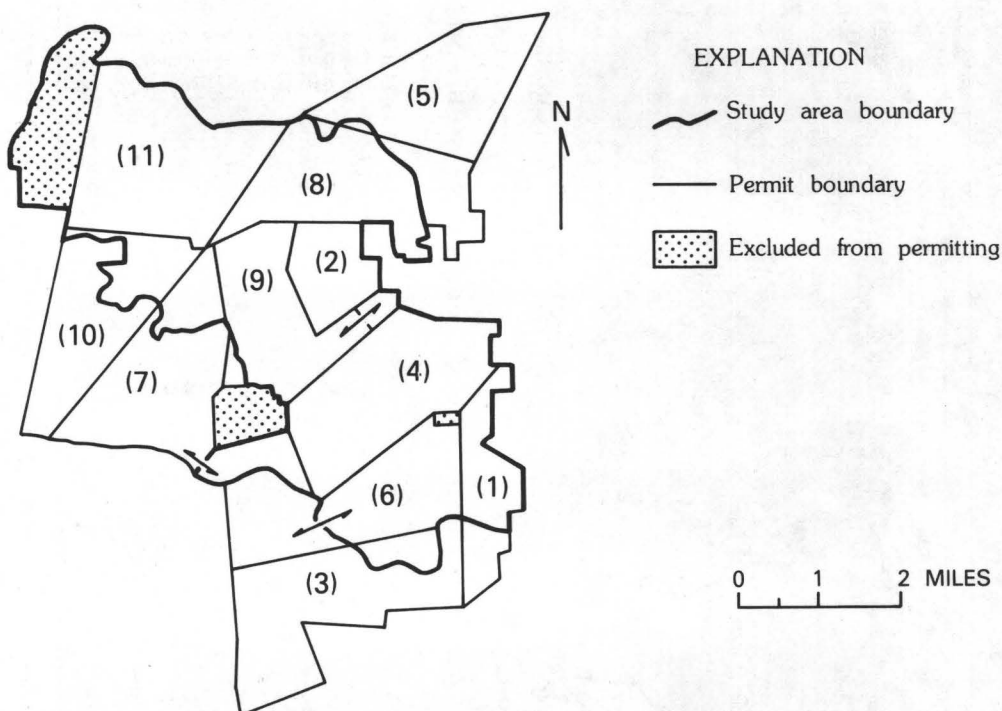 EXPLANATION
Study area boundary
Permit boundary
Excluded from permitting
N
(5)
(11)
(8)
(9)
(2)
(10)
(4)
(7)
(6)
(1)
(3)
0 1 2 MILES